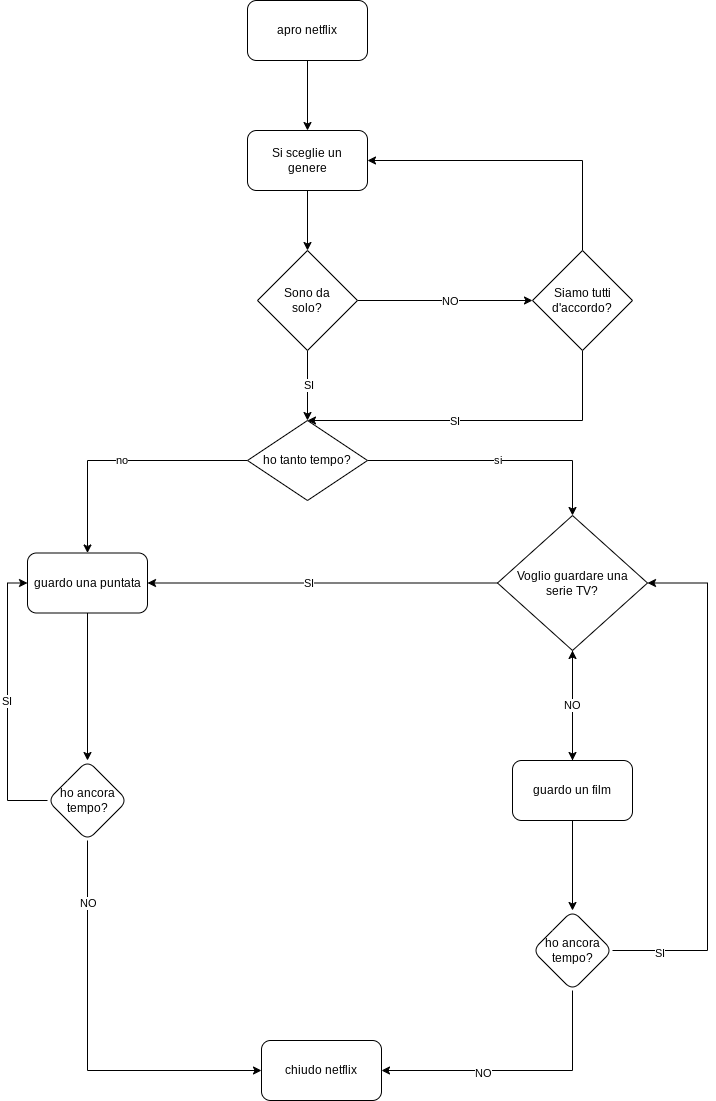 apro netflix
Si sceglie un
genere
Sono da
solo?
NO
Siamo tutti
d'accordo?
SI
SI
ho tanto tempo?
no
si
guardo una puntata
SI
Voglio guardare una
serie TV?
SI
NO
ho ancora
tempo?
guardo un film
NO
ho ancora
tempo?
SI
chiudo netflix
NO